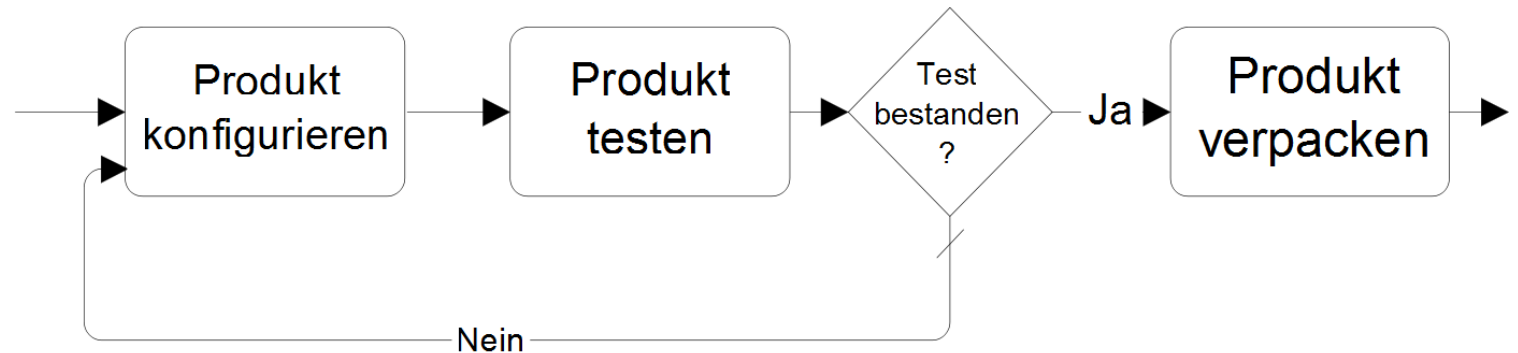 Produkt
konfigurieren
Produkt
testen
Test
bestanden
?
Ja
Produkt
verpacken
Nein